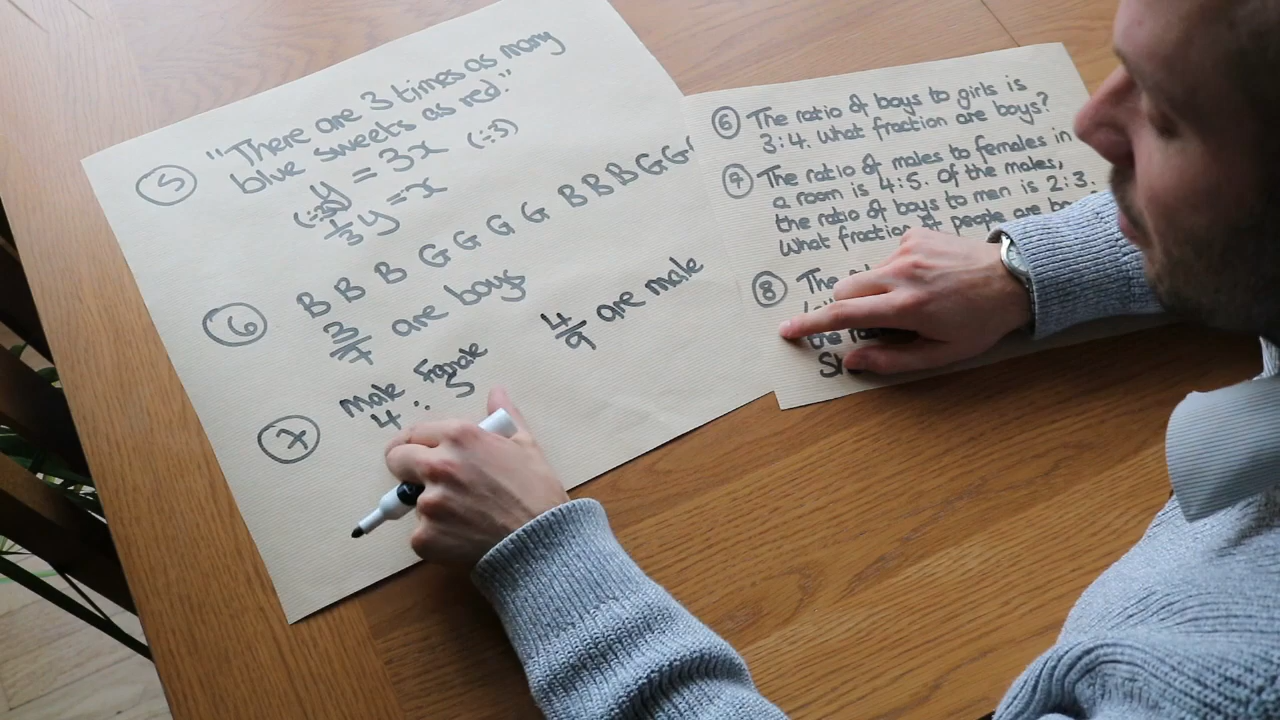 5 "There are 3 times as many
blue sweets as red."
y = 3x (÷3)
(÷3) 1/3 y = x
6 B B B G G G G B B B G G
3/7 are boys
7 Male : Female
4 : 5
4/9 are male
6 The ratio of boys to girls is
3:4. What fraction are boys?
7 The ratio of males to females in
a room is 4:5. Of the males,
the ratio of boys to men is 2:3.
What fraction of people are
8 The
the